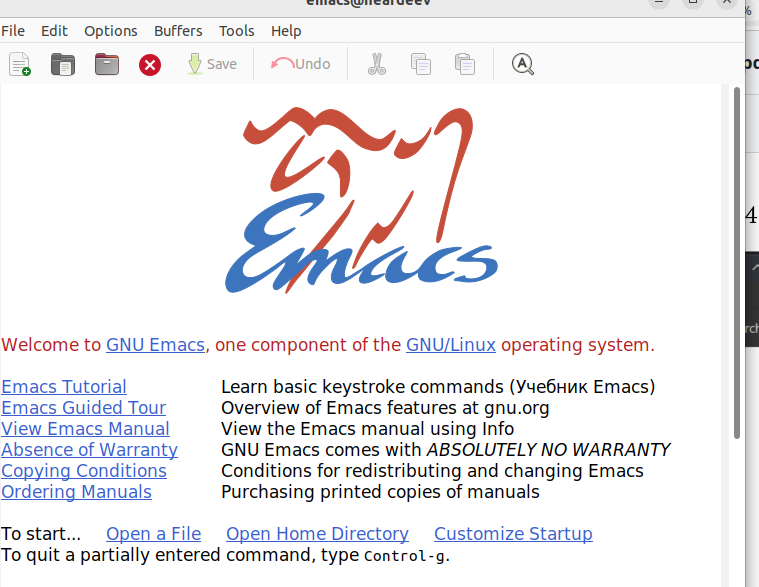 emacs@neardeev
File Edit Options Buffers Tools Help
Save Undo
Emacs
Welcome to GNU Emacs, one component of the GNU/Linux operating system.
Emacs Tutorial Learn basic keystroke commands (Учебник Emacs)
Emacs Guided Tour Overview of Emacs features at gnu.org
View Emacs Manual View the Emacs manual using Info
Absence of Warranty GNU Emacs comes with ABSOLUTELY NO WARRANTY
Copying Conditions Conditions for redistributing and changing Emacs
Ordering Manuals Purchasing printed copies of manuals
To start... Open a File Open Home Directory Customize Startup
To quit a partially entered command, type Control-g.
%
4